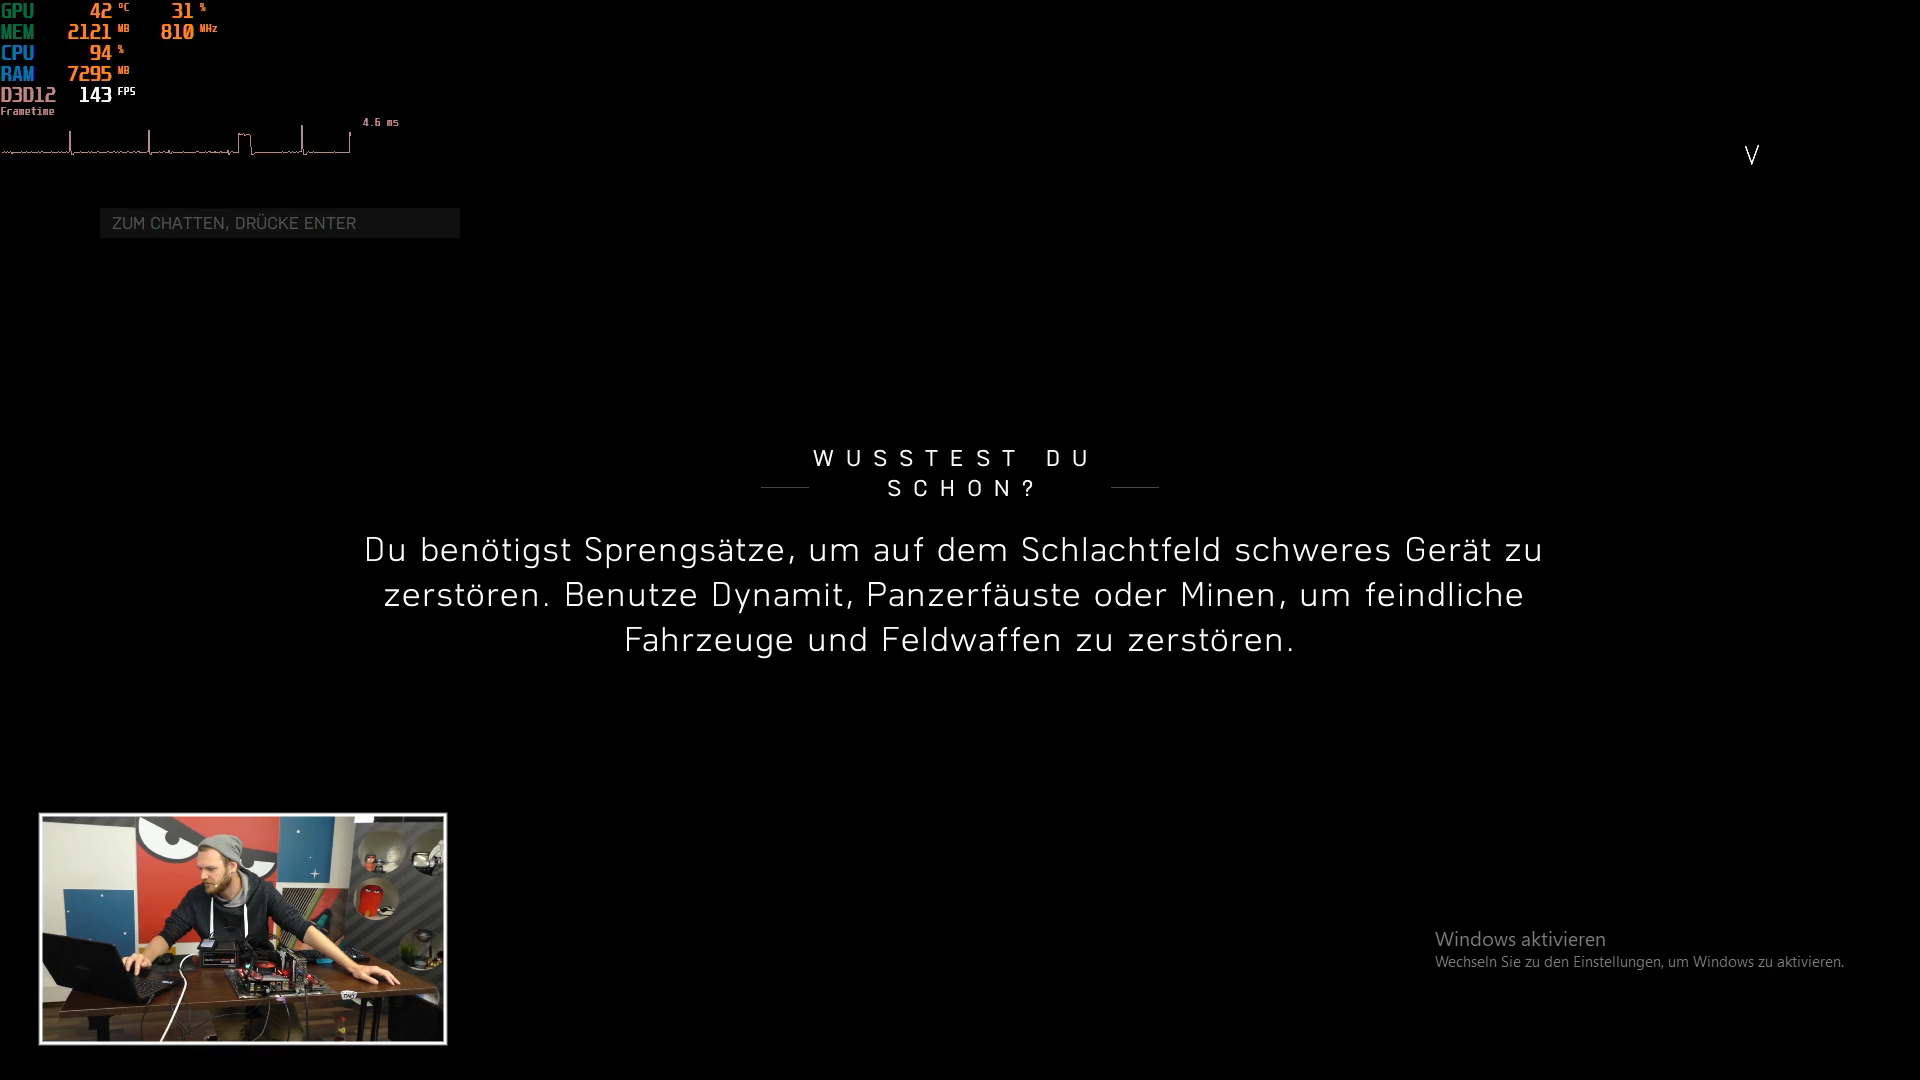 GPU 42 °C 31 %
MEM 2121 MB 810 MHz
CPU 94 %
RAM 7295 MB
D3D12 143 FPS
Frametime
4.6 ms
V
ZUM CHATTEN, DRÜCKE ENTER
WUSSTEST DU
SCHON?
Du benötigst Sprengsätze, um auf dem Schlachtfeld schweres Gerät zu
zerstören. Benutze Dynamit, Panzerfäuste oder Minen, um feindliche
Fahrzeuge und Feldwaffen zu zerstören.
Windows aktivieren
Wechseln Sie zu den Einstellungen, um Windows zu aktivieren.